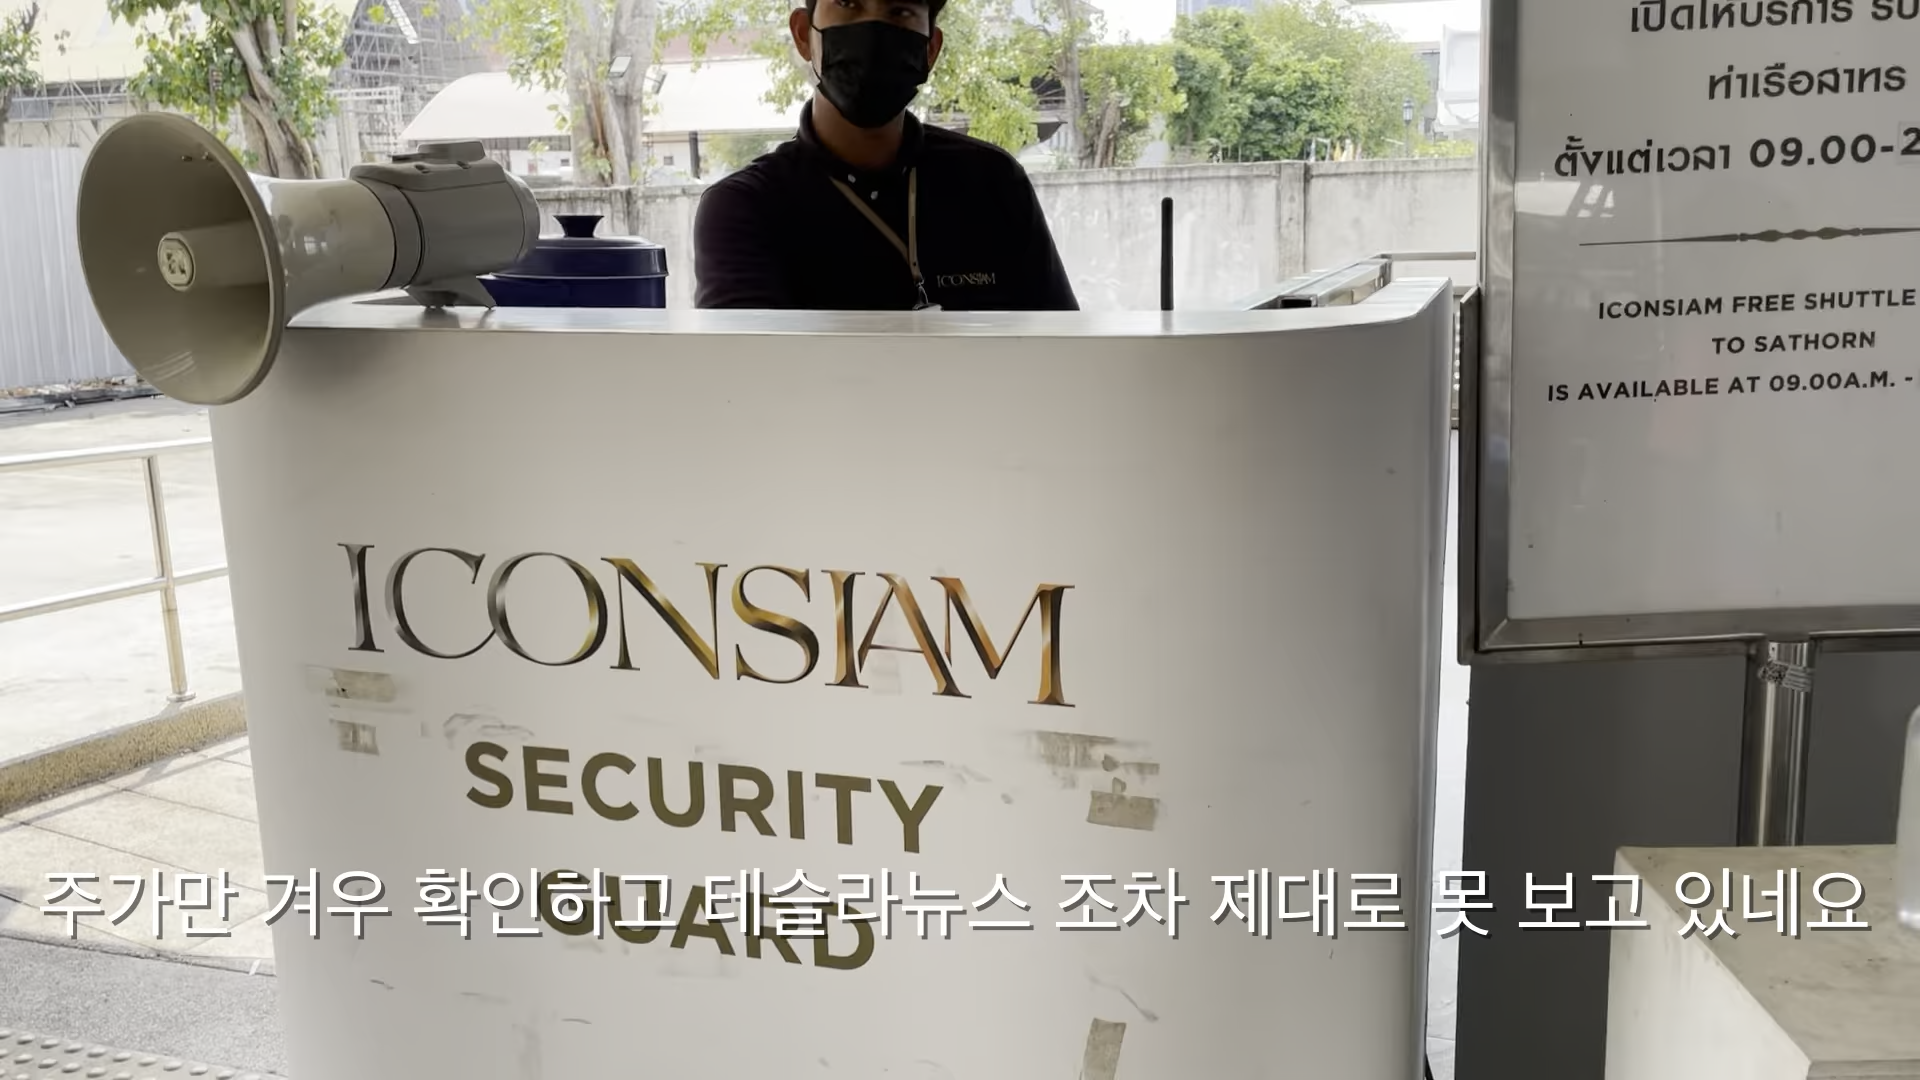 เปิดให้บริการ
ท่าเรือสาทร
ตั้งแต่เวลา 09.00-2
ICONSIAM FREE SHUTTLE
TO SATHORN
IS AVAILABLE AT 09.00A.M. -
ICONSIAM
ICONSIAM
SECURITY
GUARD
주가만 겨우 확인하고 테슬라뉴스 조차 제대로 못 보고 있네요